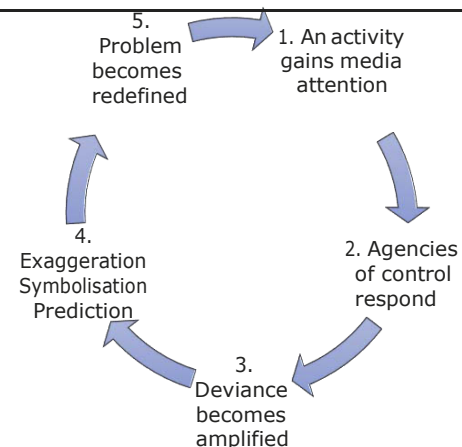 5.
Problem
becomes
redefined
1. An activity
gains media
attention
2. Agencies
of control
respond
3.
Deviance
becomes
amplified
4.
Exaggeration
Symbolisation
Prediction